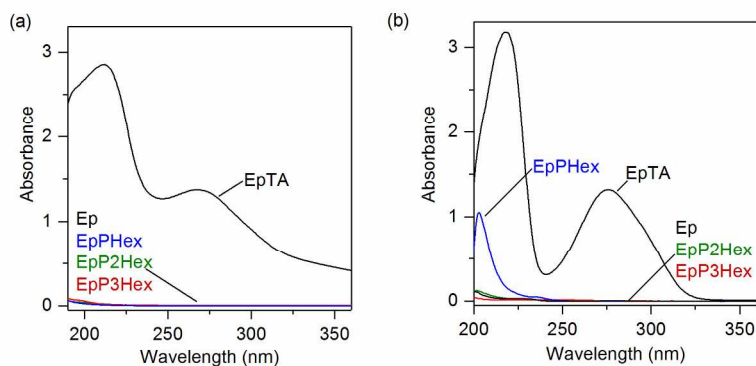 (a)
3
2
1
0
Absorbance
EpTA
Ep
EpPHex
EpP2Hex
EpP3Hex
200 250 300 350
Wavelength (nm)
(b)
3
2
1
0
Absorbance
EpPHex
EpTA
Ep
EpP2Hex
EpP3Hex
200 250 300 350
Wavelength (nm)